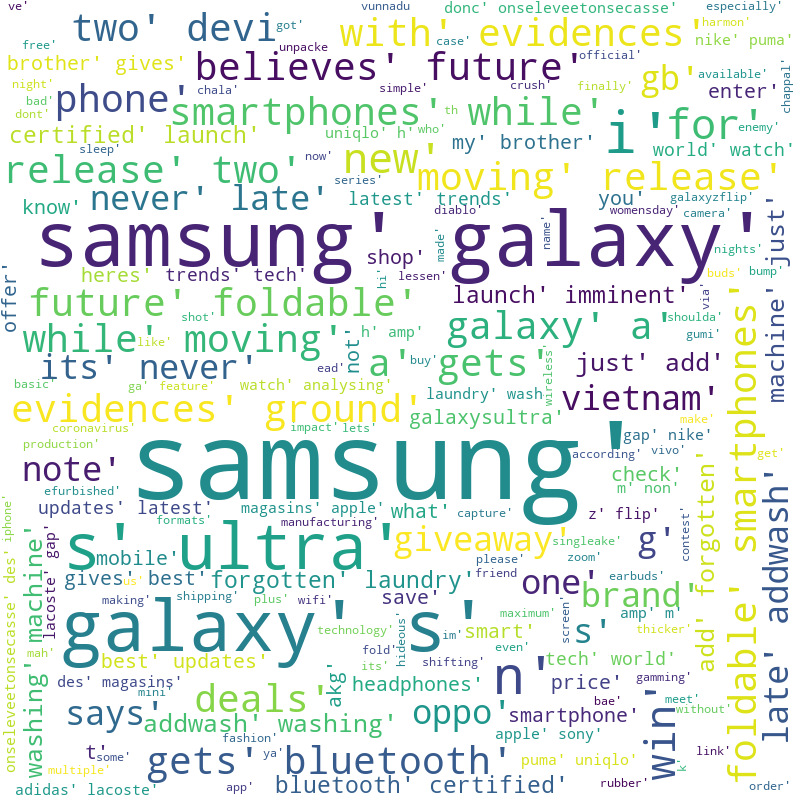 ve'
two' devi
got'
vunnadu
donc' onseleveetonsecasse'
especially'
free'
unpacke
with' evidences'
case'
harmon'
nike' puma'
brother' gives'
believes' future'
official'
night'
chala'
simple'
crush'
finally'
gb'
available'
chappal'
bad'
phone'
smartphones'
while'
i'
for'
enter'
dont'
th
who'
enemy'
certified' launch'
uniqlo' h'
my' brother'
world' watch'
sleep'
now'
release' two'
new'
moving' release'
series'
know'
never' late'
latest' trends'
you'
galaxyzflip'
diablo'
womensday'
camera'
samsung' galaxy'
made'
name'
nights'
just'
offer'
shop'
heres'
trends' tech'
hi'
lessen'
buds'
bump'
future' foldable'
launch' imminent'
via'
shot'
h' amp'
galaxy' a'
shoulda'
gumi'
while' moving'
like'
not'
machine'
its' never'
ead'
a'
buy'
gets'
wireless'
just' add'
basic'
ga'
feature'
watch' analysing'
laundry' wash
vietnam'
evidences' ground'
galaxysultra'
make'
coronavirus'
impact'
lets'
samsung'
gap' nike'
production'
according'
vivo'
get'
note'
check'
efurbished'
m' non'
iphone'
updates' latest'
magasins' apple'
what'
capture'
z' flip'
formats'
manufacturing'
contest'
s' ultra'
giveaway'
g'
forgotten'
singleake'
mobile'
please'
zoom'
gives'
us'
best'
forgotten' laundry'
friend
one'
earbuds'
brand'
making'
shipping'
plus'
wifi'
save'
maximum'
amp' m'
galaxy' s'
technology'
im'
smart'
screen'
s'
thicker'
hideous'
even'
add'
foldable' smartphones'
late' addwash'
lacoste' gap'
washing' machine'
onseleveetonsecasse' des'
best' updates'
fold'
its'
shifting'
n'
tech' world'
mah'
des' magasins'
mini
akg'
headphones'
price'
gamming'
meet'
without'
deals'
bae'
says'
addwash' washing'
oppo'
smartphone'
win'
fashion'
apple' sony'
t'
some'
gets'
ya'
bluetooth'
link'
multiple'
puma' uniqlo'
k'
adidas' lacoste'
app'
bluetooth' certified'
rubber'
order'